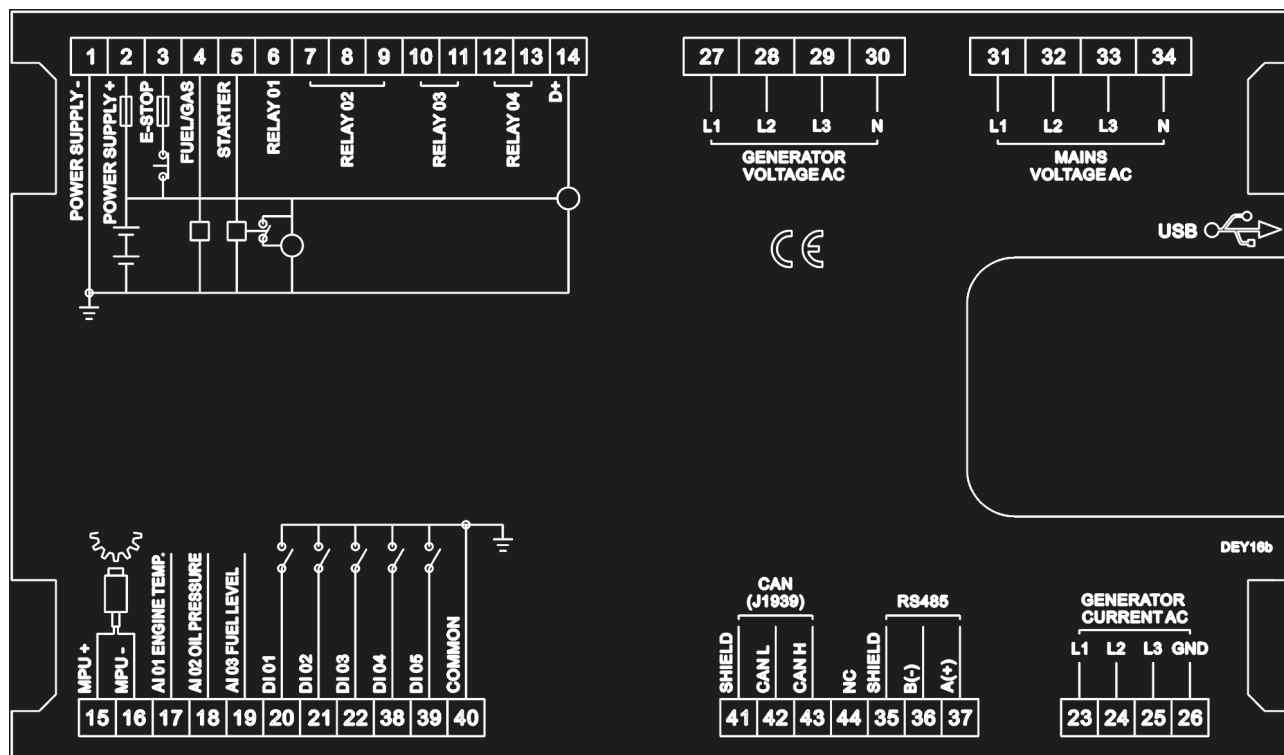 1 2 3 4 5 6 7 8 9 10 11 12 13 14
POWER SUPPLY -
POWER SUPPLY +
E-STOP
FUEL/GAS
STARTER
RELAY 01
RELAY 02
RELAY 03
RELAY 04
D+
27 28 29 30
L1 L2 L3 N
GENERATOR
VOLTAGE AC
31 32 33 34
L1 L2 L3 N
MAINS
VOLTAGE AC
USB
CE
DEY16b
MPU +
MPU -
AI 01 ENGINE TEMP.
AI 02 OIL PRESSURE
AI 03 FUEL LEVEL
DI 01
DI 02
DI 03
DI 04
DI 05
COMMON
15 16 17 18 19 20 21 22 38 39 40
CAN
(J1939)
RS485
SHIELD
CAN L
CAN H
NC
SHIELD
B(-)
A(+)
41 42 43 44 35 36 37
GENERATOR
CURRENT AC
L1 L2 L3 GND
23 24 25 26